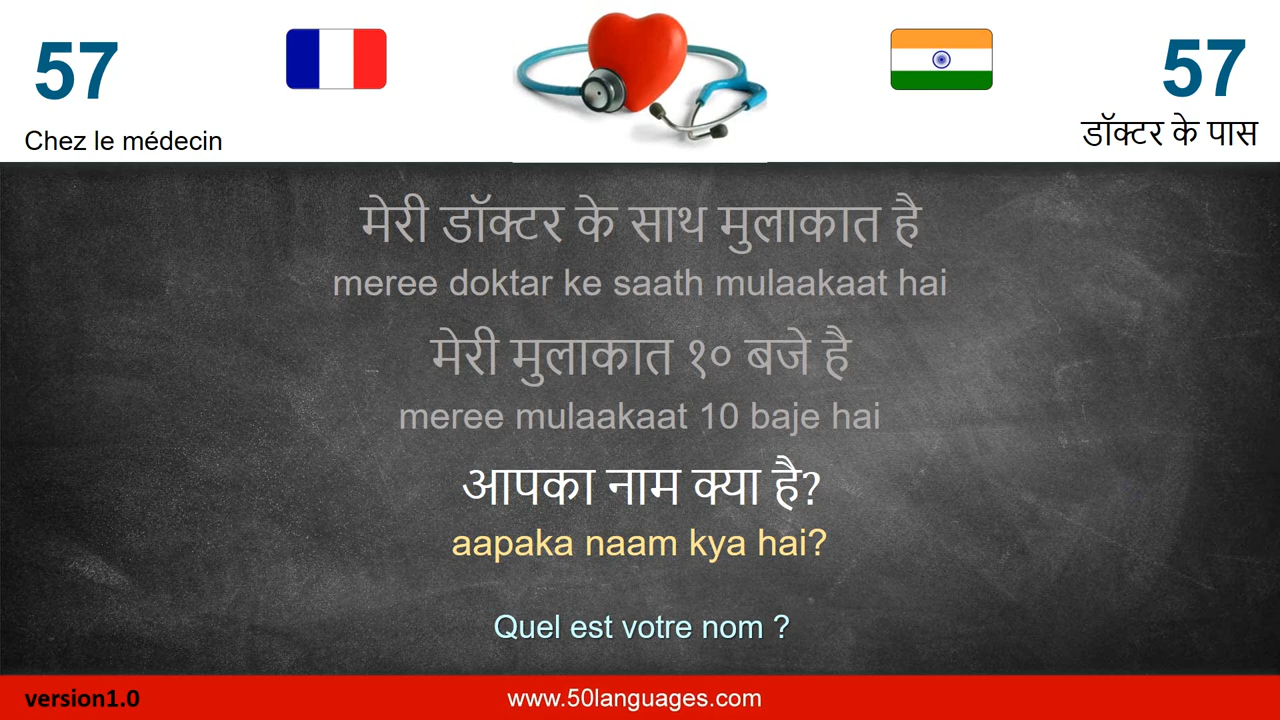 57
Chez le médecin
57
डॉक्टर के पास
मेरी डॉक्टर के साथ मुलाकात है
meree doktar ke saath mulaakaat hai
मेरी मुलाकात १० बजे है
meree mulaakaat 10 baje hai
आपका नाम क्या है?
aapaka naam kya hai?
Quel est votre nom ?
version1.0
www.50languages.com